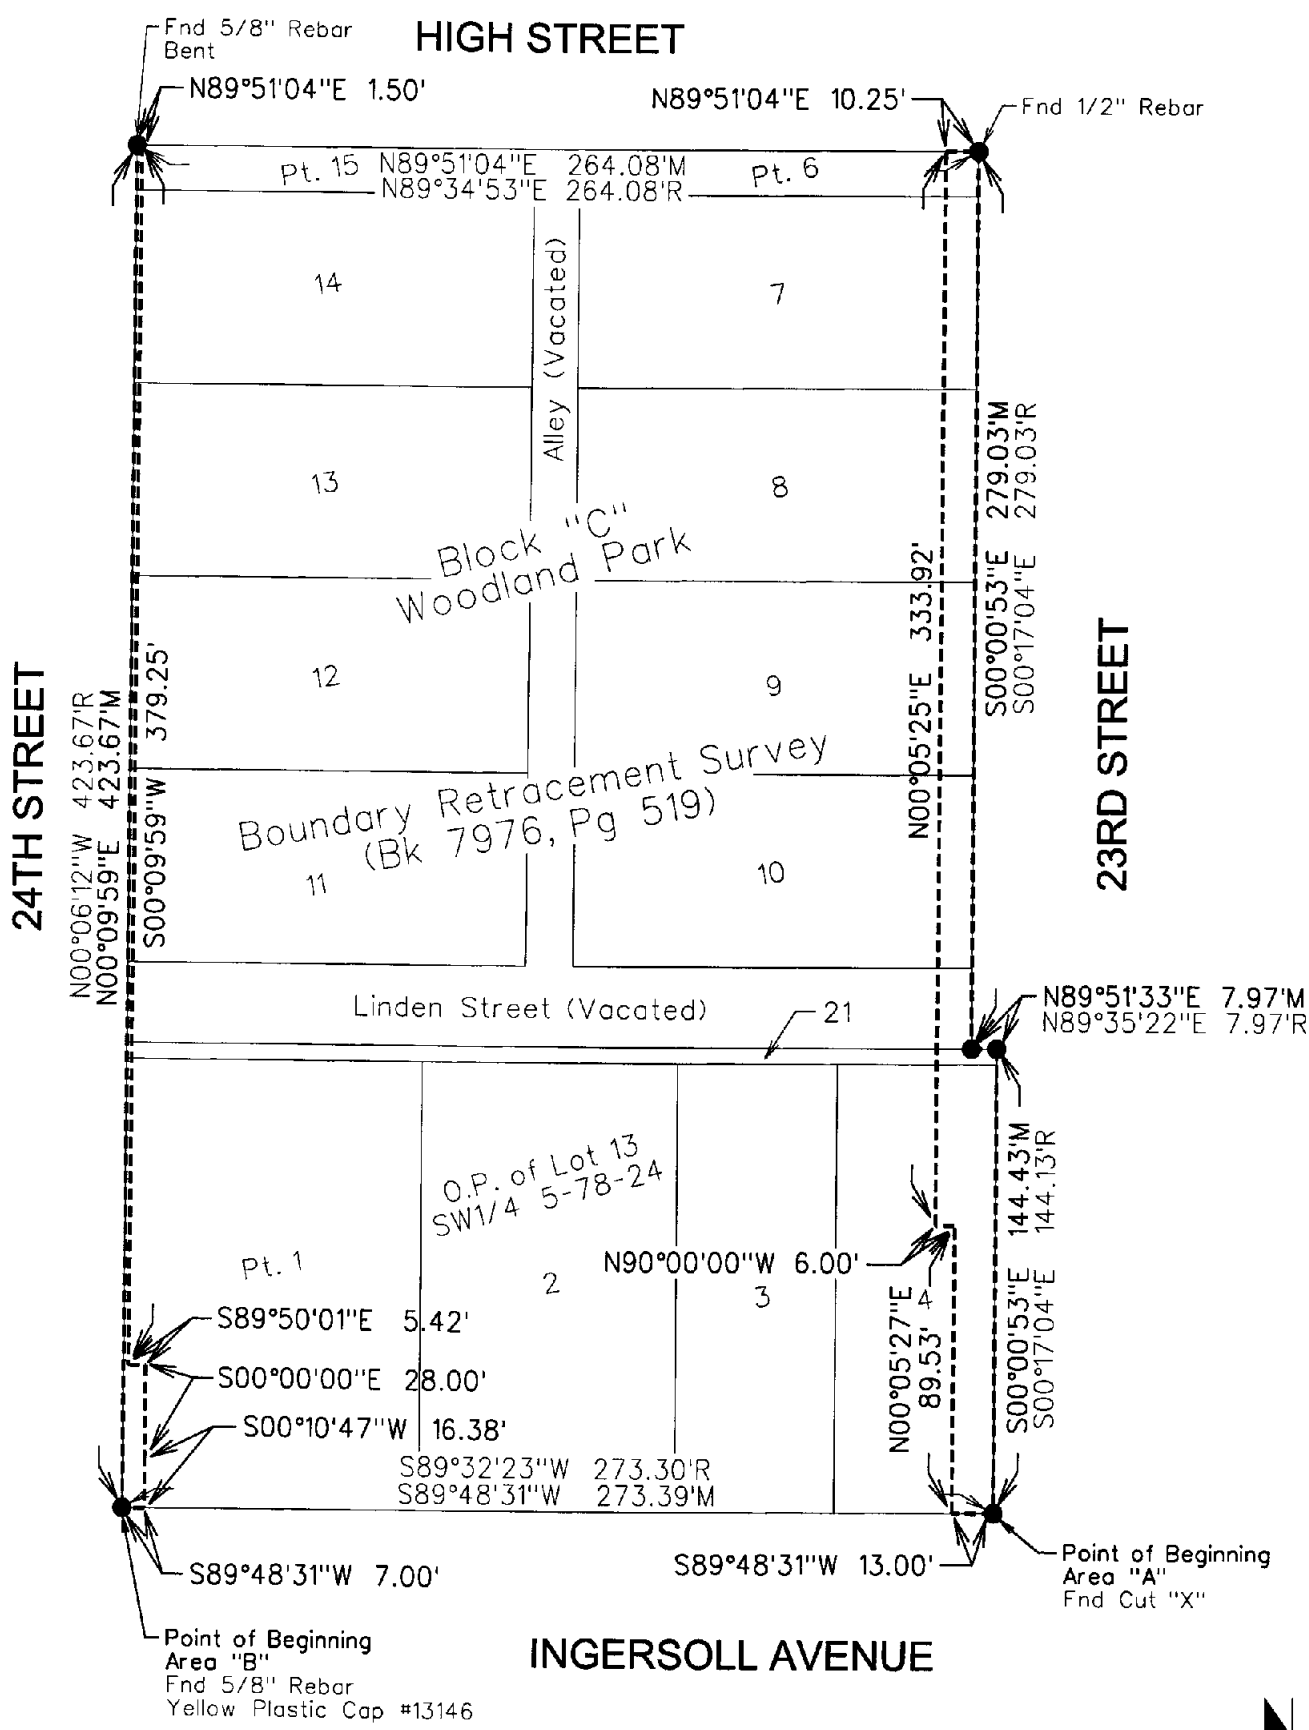 Fnd 5/8" Rebar
Bent
HIGH STREET
N89°51'04"E 1.50'
N89°51'04"E 10.25'
Fnd 1/2" Rebar
Pt. 15
N89°51'04"E 264.08'M
N89°34'53"E 264.08'R
Pt. 6
14
Alley (Vacated)
7
13
8
Block "C"
Woodland Park
279.03'M
279.03'R
S00°00'53"E
S00°17'04"E
N00°05'25"E 333.92'
12
9
24TH STREET
N00°06'12"W 423.67'R
N00°09'59"E 423.67'M
S00°09'59"W 379.25'
23RD STREET
Boundary Retracement Survey
(Bk 7976, Pg 519)
11
10
Linden Street (Vacated)
21
N89°51'33"E 7.97'M
N89°35'22"E 7.97'R
O.P. of Lot 13
SW1/4 5-78-24
S00°00'53"E 144.43'M
S00°17'04"E 144.13'R
Pt. 1
2
3
4
N90°00'00"W 6.00'
N00°05'27"E
89.53'
S89°50'01"E 5.42'
S00°00'00"E 28.00'
S00°10'47"W 16.38'
S89°32'23"W 273.30'R
S89°48'31"W 273.39'M
S89°48'31"W 7.00'
S89°48'31"W 13.00'
Point of Beginning
Area "A"
Fnd Cut "X"
Point of Beginning
Area "B"
Fnd 5/8" Rebar
Yellow Plastic Cap #13146
INGERSOLL AVENUE